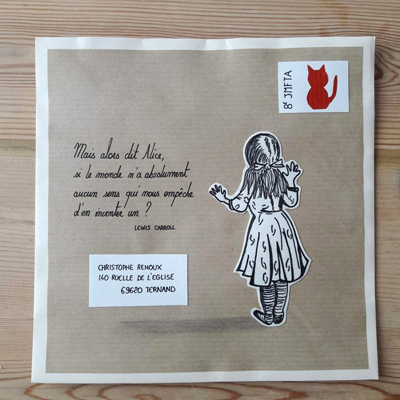 8ᵉ JMFTA
Mais alors dit Alice,
si le monde n'a absolument
aucun sens qui nous empêche
d'en inventer un ?
LEWIS CARROLL
CHRISTOPHE RENOUX
140 RUELLE DE L'EGLISE
69620 TERNAND